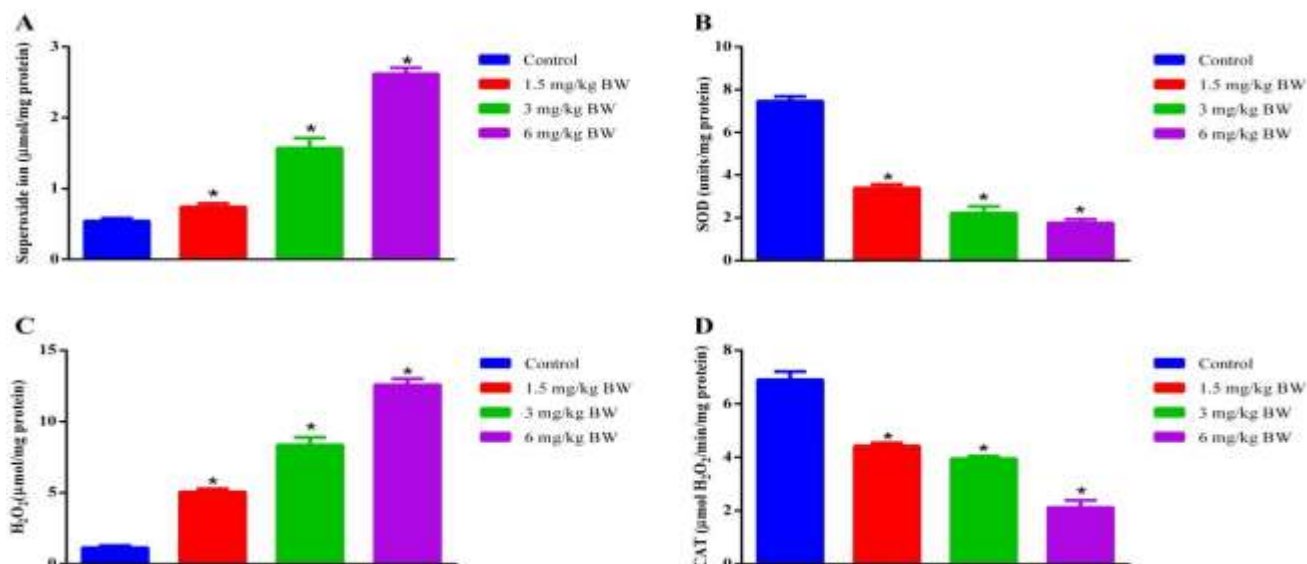 A
Superoxide ion (μmol/mg protein)
3
2
1
0
*
*
*
Control
1.5 mg/kg BW
3 mg/kg BW
6 mg/kg BW
B
SOD (units/mg protein)
10
8
6
4
2
0
*
*
*
Control
1.5 mg/kg BW
3 mg/kg BW
6 mg/kg BW
C
H₂O₂(μmol/mg protein)
15
10
5
0
*
*
*
Control
1.5 mg/kg BW
3 mg/kg BW
6 mg/kg BW
D
CAT (μmol H₂O₂/min/mg protein)
8
6
4
2
0
*
*
*
Control
1.5 mg/kg BW
3 mg/kg BW
6 mg/kg BW